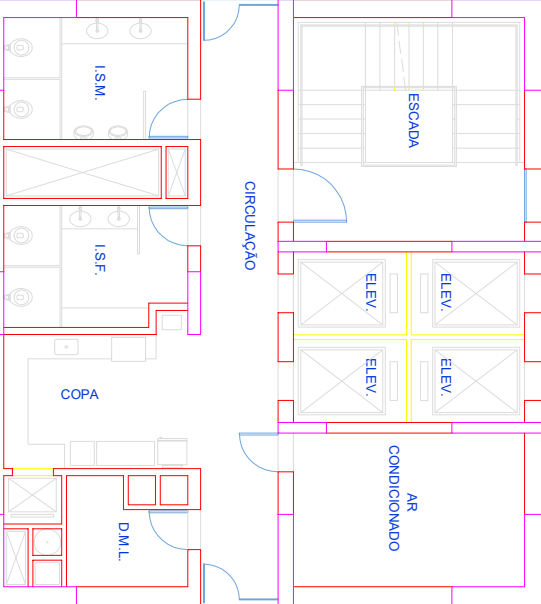 I.S.M.
ESCADA
CIRCULAÇÃO
I.S.F.
ELEV.
ELEV.
ELEV.
ELEV.
COPA
AR
CONDICIONADO
D.M.L.